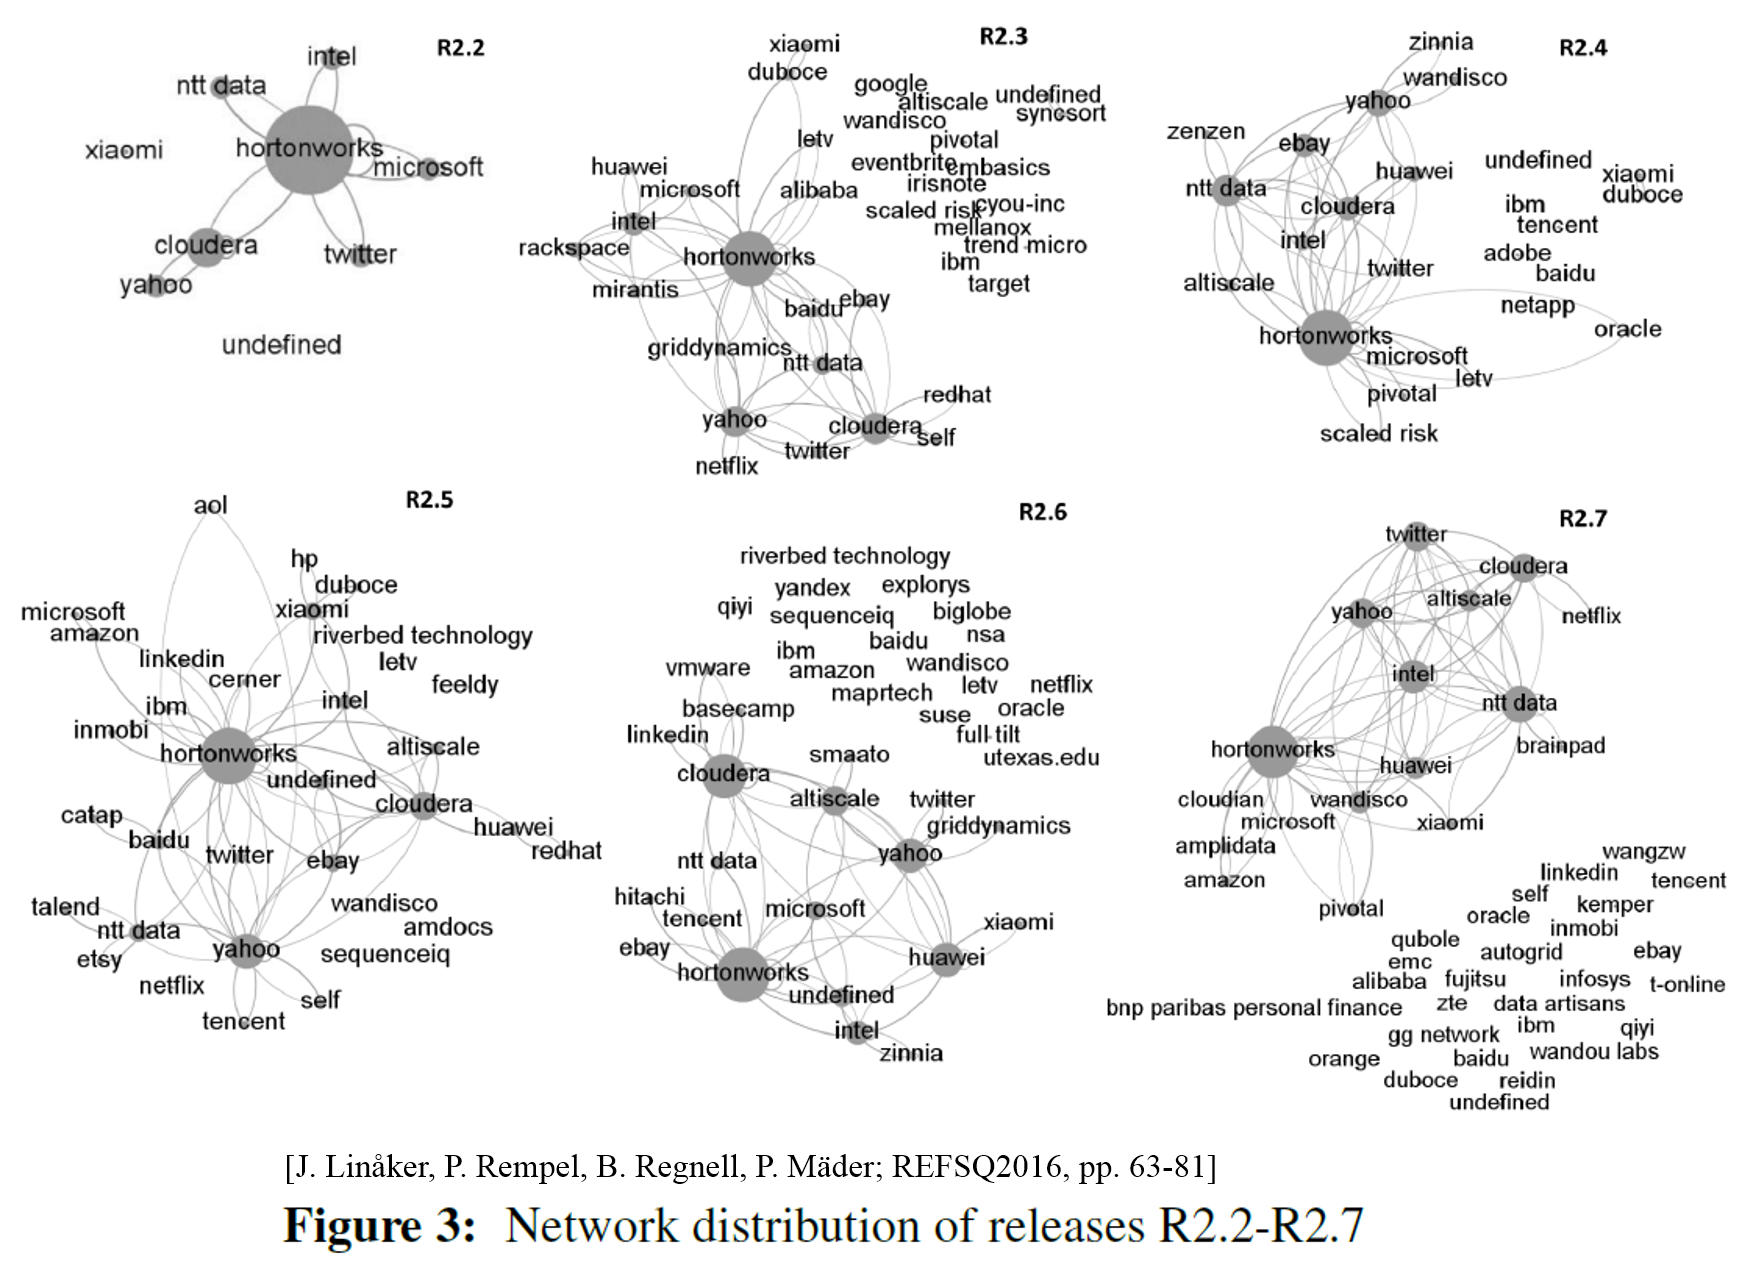 R2.2
intel
ntt data
hortonworks
xiaomi
microsoft
cloudera
twitter
yahoo
undefined
R2.3
xiaomi
duboce
google
altiscale
undefined
syncsort
wandisco
letv
pivotal
eventbrite
embasics
huawei
microsoft
alibaba
irisnote
scaled risk
cyou-inc
intel
mellanox
rackspace
hortonworks
trend micro
ibm
mirantis
target
baidu
ebay
griddynamics
ntt data
redhat
yahoo
cloudera
self
twitter
netflix
R2.4
zinnia
wandisco
yahoo
zenzen
ebay
undefined
huawei
xiaomi
duboce
ntt data
cloudera
ibm
tencent
intel
adobe
twitter
baidu
altiscale
netapp
oracle
hortonworks
microsoft
letv
pivotal
scaled risk
R2.5
aol
hp
duboce
microsoft
xiaomi
amazon
riverbed technology
linkedin
letv
cerner
feeldy
ibm
intel
inmobi
hortonworks
altiscale
undefined
cloudera
catap
huawei
baidu
redhat
twitter
ebay
talend
wandisco
ntt data
amdocs
yahoo
etsy
sequenceiq
netflix
self
tencent
R2.6
riverbed technology
yandex
explorys
qiyi
sequenceiq
biglobe
baidu
nsa
ibm
vmware
amazon
wandisco
maprtech
letv
netflix
basecamp
suse
oracle
linkedin
full tilt
smaato
utexas.edu
cloudera
altiscale
twitter
griddynamics
ntt data
yahoo
hitachi
tencent
microsoft
xiaomi
ebay
huawei
hortonworks
undefined
intel
zinnia
R2.7
twitter
cloudera
altiscale
yahoo
netflix
intel
ntt data
hortonworks
brainpad
huawei
cloudian
wandisco
microsoft
xiaomi
amplidata
amazon
pivotal
wangzw
linkedin
tencent
self
kemper
oracle
inmobi
qubole
autogrid
ebay
emc
alibaba
fujitsu
infosys
t-online
bnp paribas personal finance
zte
data artisans
gg network
ibm
qiyi
orange
baidu
wandou labs
duboce
reidin
undefined
[J. Linåker, P. Rempel, B. Regnell, P. Mäder; REFSQ2016, pp. 63-81]
Figure 3: Network distribution of releases R2.2-R2.7